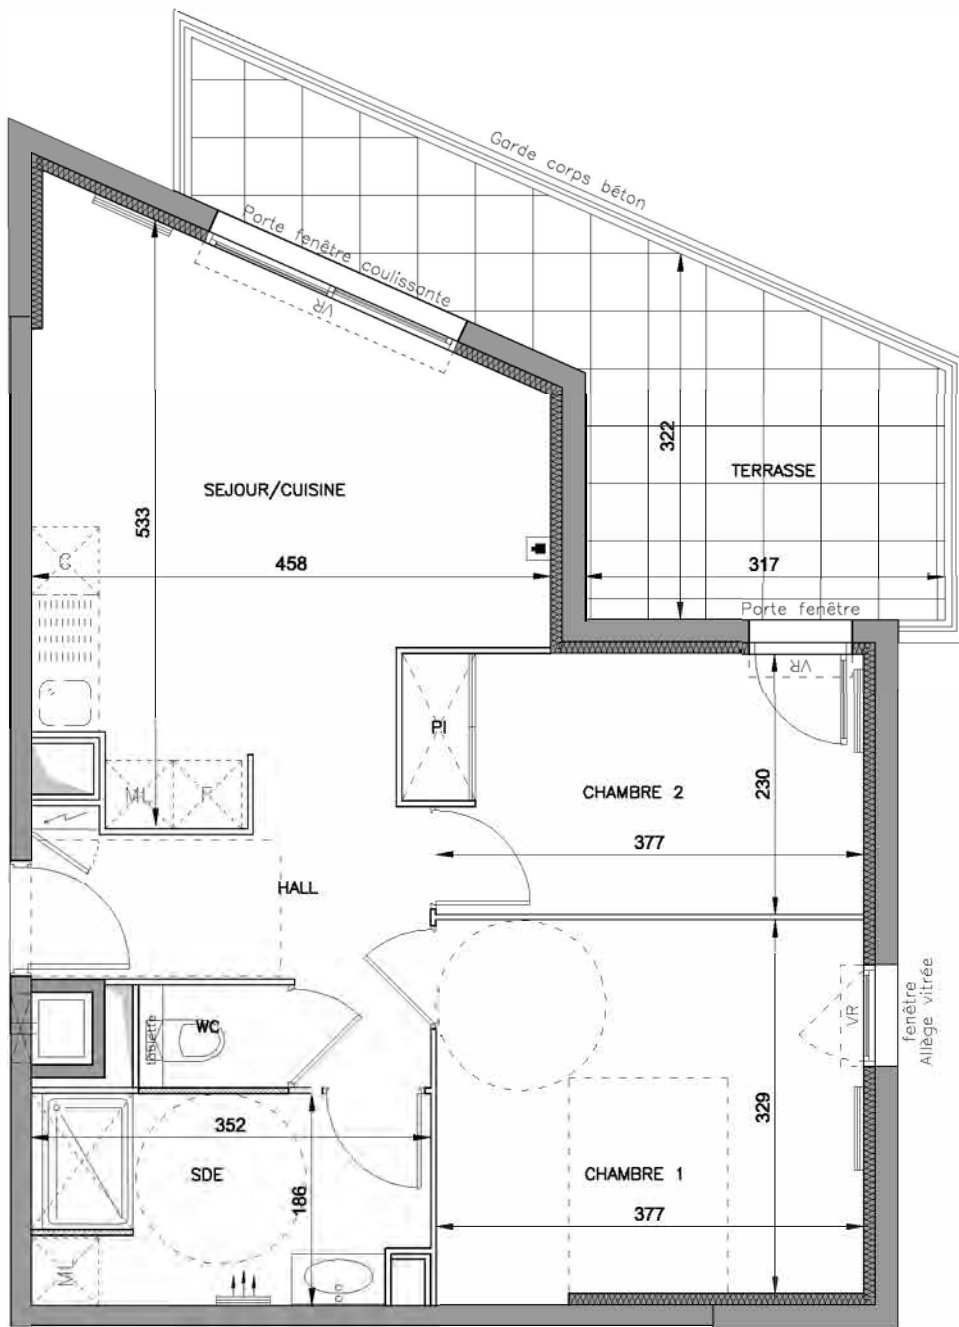 Garde corps béton
Porte fenêtre coulissante
VR
322
TERRASSE
SEJOUR/CUISINE
533
C
458
317
Porte fenêtre
VR
PI
ML
F
CHAMBRE 2
230
377
HALL
WC
tablette
VR
fenêtre
Allège vitrée
352
329
SDE
186
CHAMBRE 1
377
ML